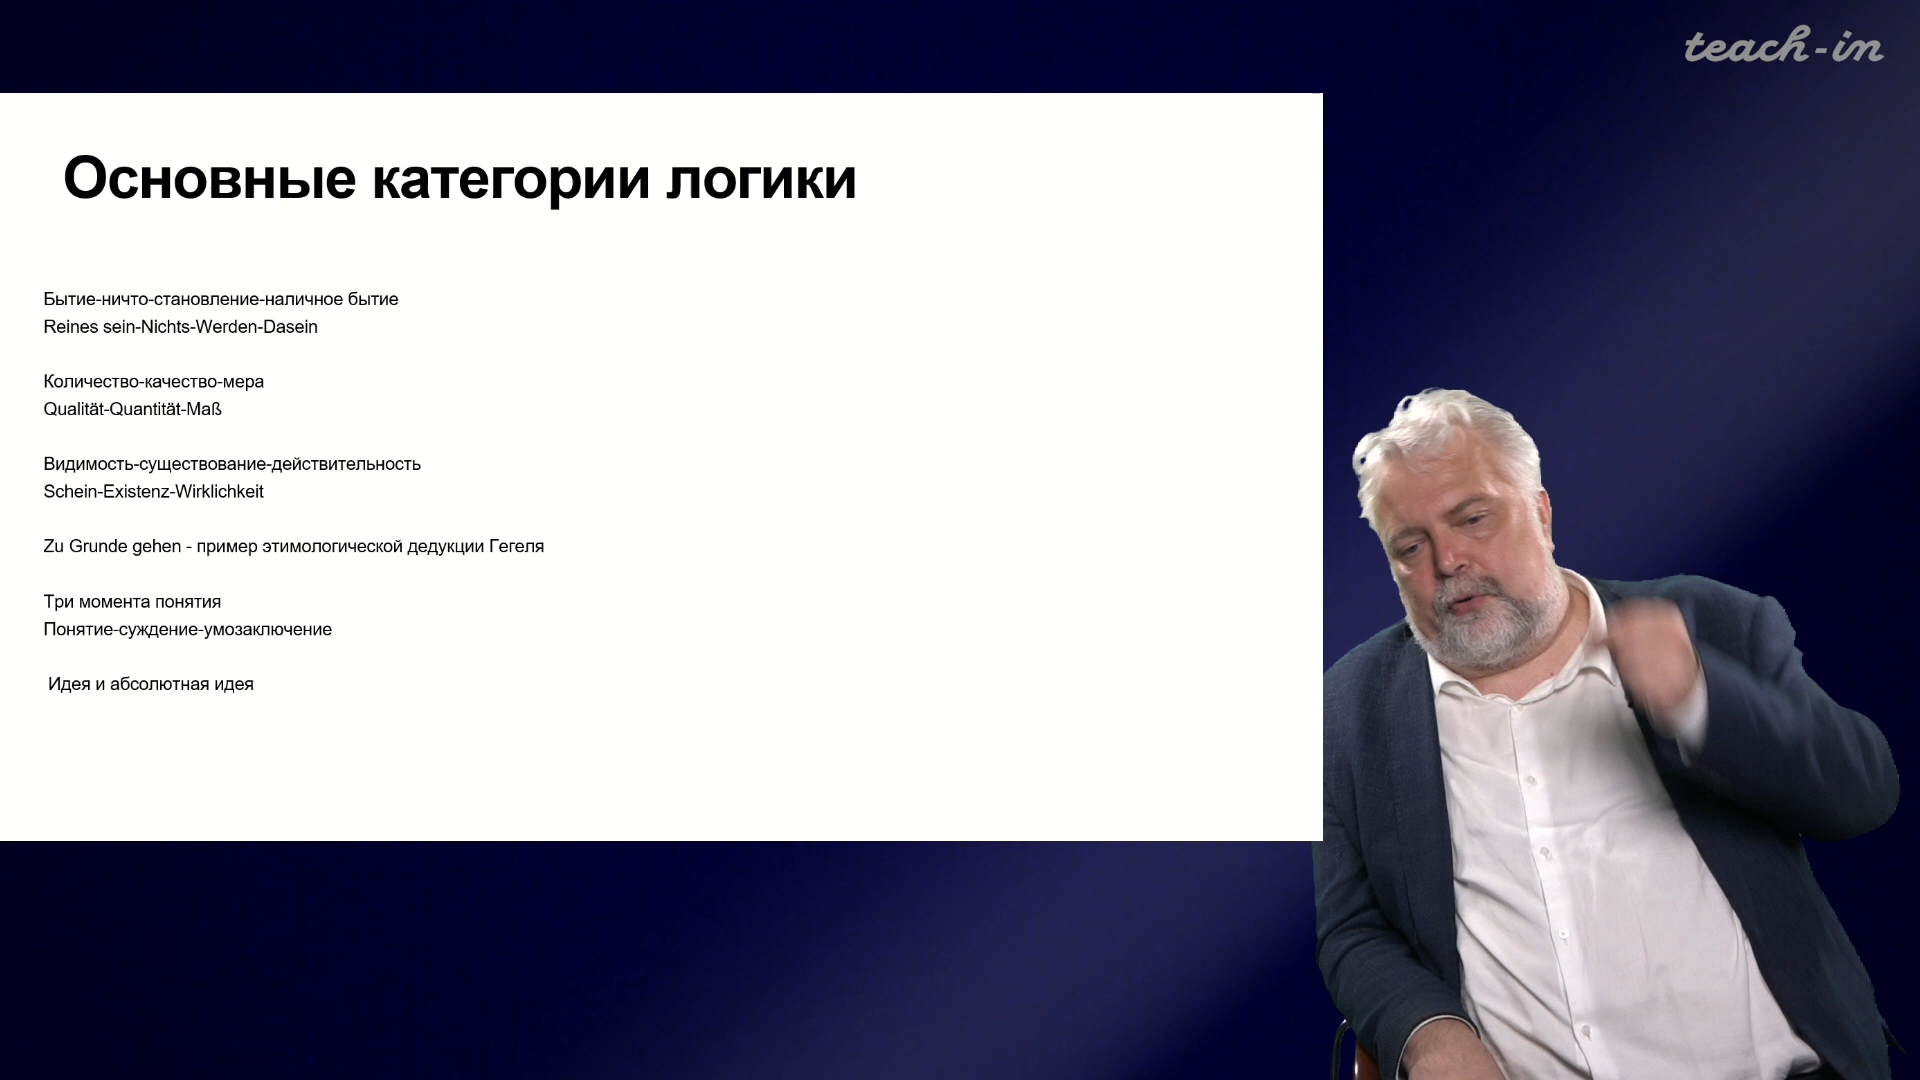 teach-in
Основные категории логики
Бытие-ничто-становление-наличное бытие
Reines sein-Nichts-Werden-Dasein
Количество-качество-мера
Qualität-Quantität-Maß
Видимость-существование-действительность
Schein-Existenz-Wirklichkeit
Zu Grunde gehen - пример этимологической дедукции Гегеля
Три момента понятия
Понятие-суждение-умозаключение
Идея и абсолютная идея